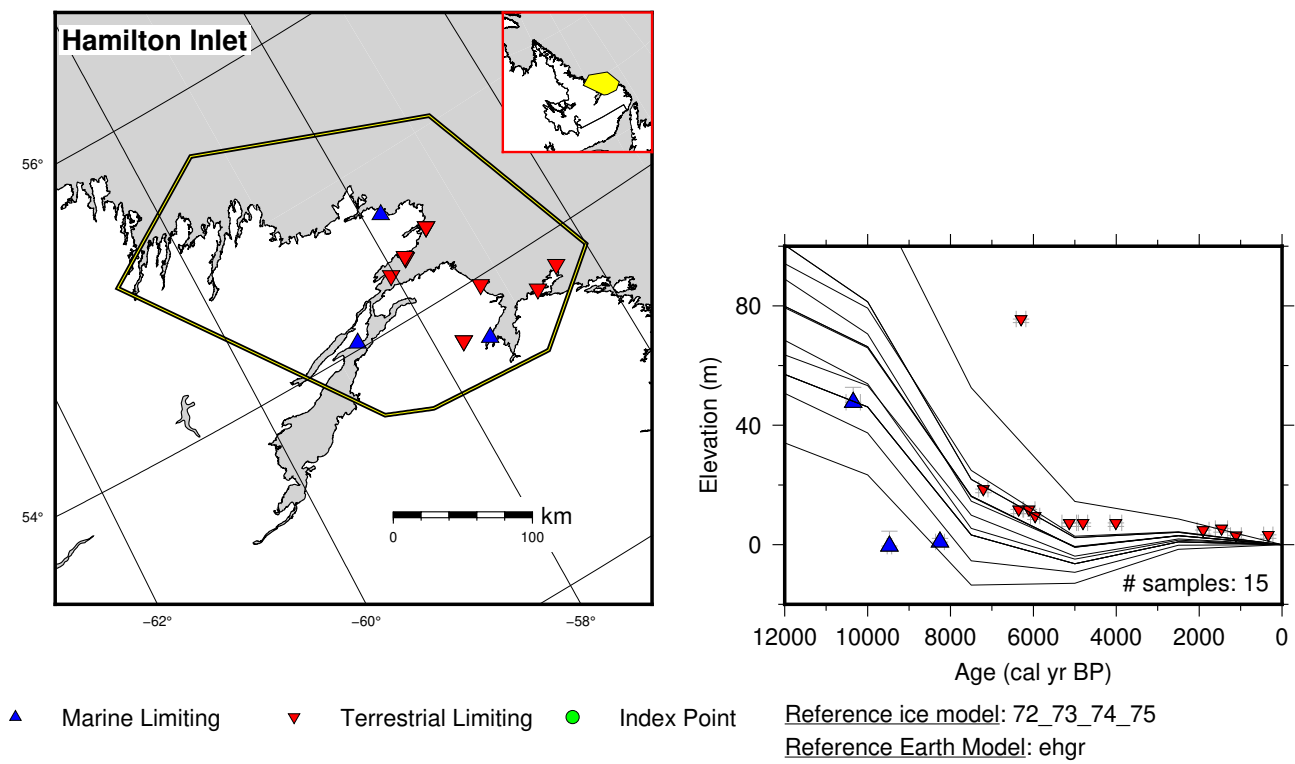 Hamilton Inlet
56°
54°
−62°
−60°
−58°
km
0
100
Elevation (m)
80
40
0
# samples: 15
12000 10000 8000 6000 4000 2000 0
Age (cal yr BP)
Marine Limiting
Terrestrial Limiting
Index Point
Reference ice model: 72_73_74_75
Reference Earth Model: ehgr